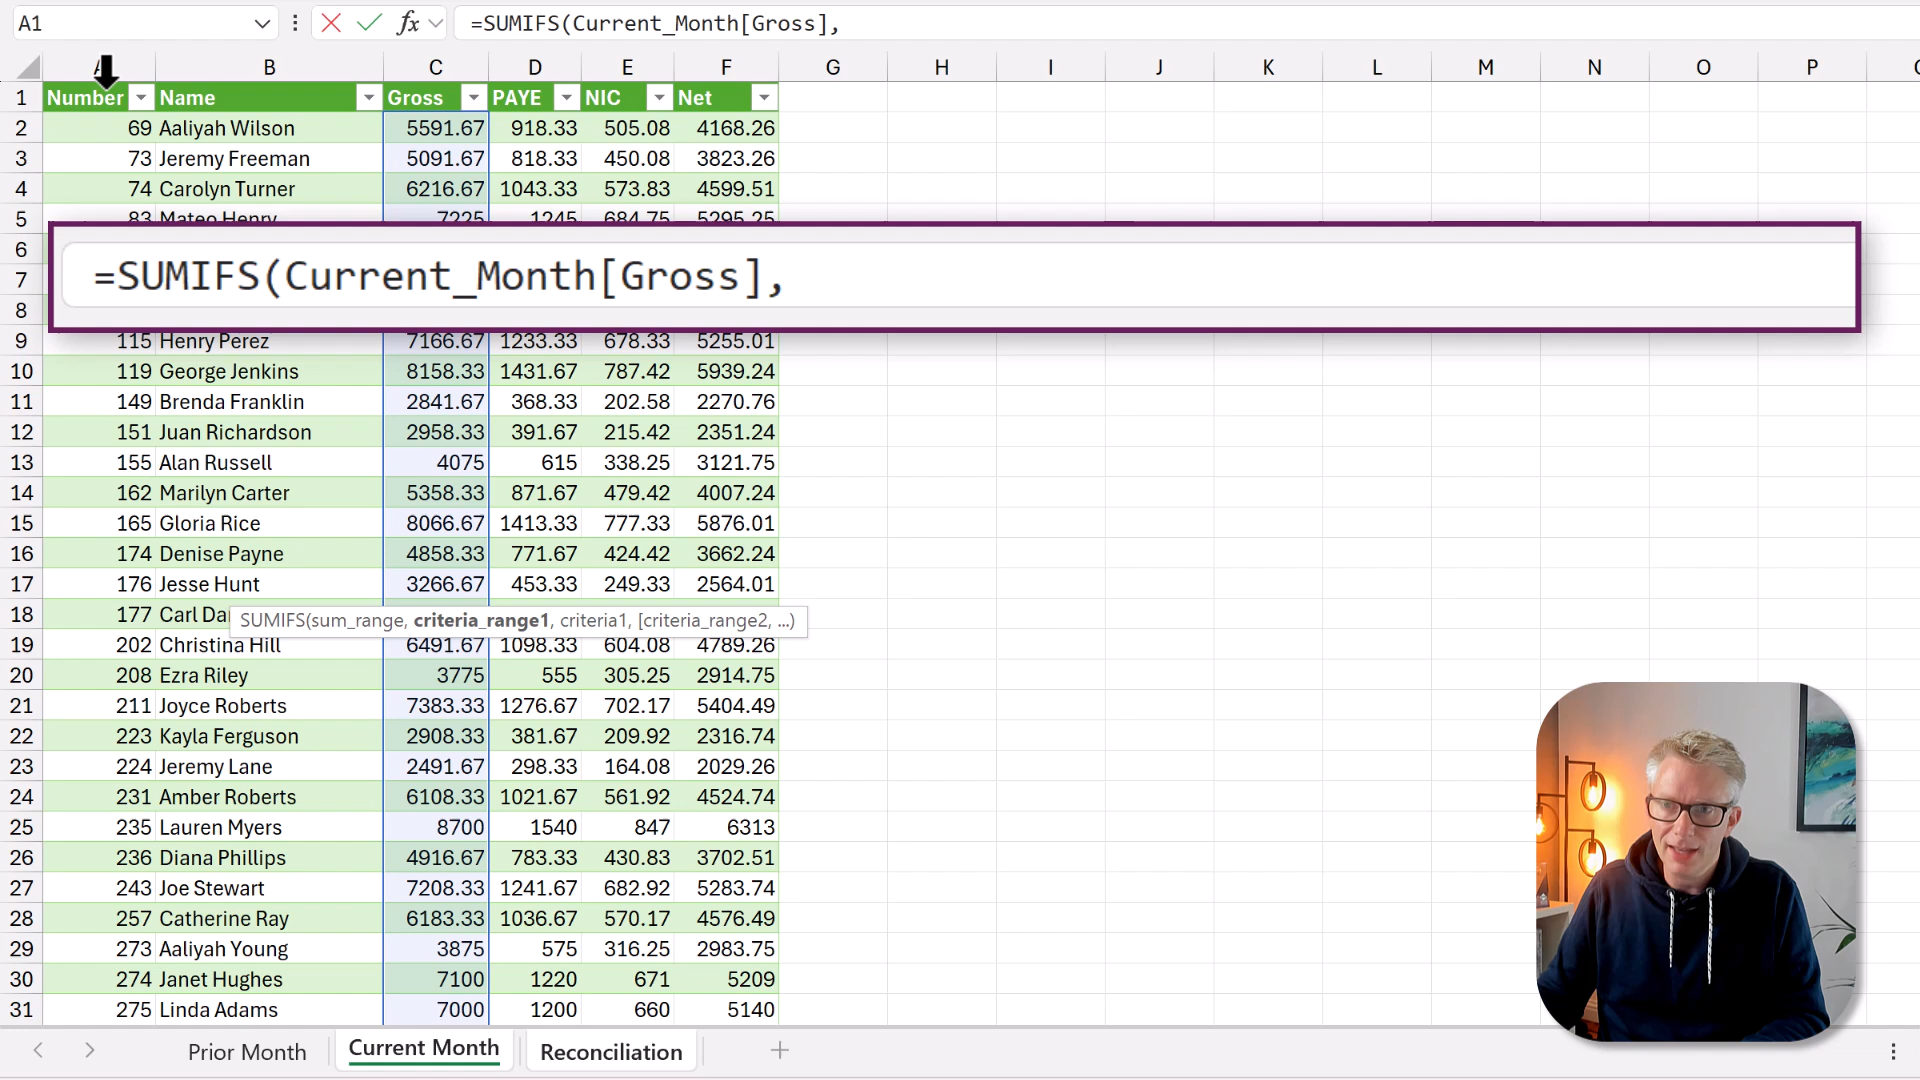 A1 fx =SUMIFS(Current_Month[Gross],
B C D E F G H I J K L M N O P
1 Number Name Gross PAYE NIC Net
2 69 Aaliyah Wilson 5591.67 918.33 505.08 4168.26
3 73 Jeremy Freeman 5091.67 818.33 450.08 3823.26
4 74 Carolyn Turner 6216.67 1043.33 573.83 4599.51
5 83 Mateo Henry 7225 1245 684.75 5295.25
6
=SUMIFS(Current_Month[Gross],
7
8
9 115 Henry Perez 7166.67 1233.33 678.33 5255.01
10 119 George Jenkins 8158.33 1431.67 787.42 5939.24
11 149 Brenda Franklin 2841.67 368.33 202.58 2270.76
12 151 Juan Richardson 2958.33 391.67 215.42 2351.24
13 155 Alan Russell 4075 615 338.25 3121.75
14 162 Marilyn Carter 5358.33 871.67 479.42 4007.24
15 165 Gloria Rice 8066.67 1413.33 777.33 5876.01
16 174 Denise Payne 4858.33 771.67 424.42 3662.24
17 176 Jesse Hunt 3266.67 453.33 249.33 2564.01
18 177 Carl
SUMIFS(sum_range, criteria_range1, criteria1, [criteria_range2, ...)
19 202 Christina Hill 6491.67 1098.33 604.08 4789.26
20 208 Ezra Riley 3775 555 305.25 2914.75
21 211 Joyce Roberts 7383.33 1276.67 702.17 5404.49
22 223 Kayla Ferguson 2908.33 381.67 209.92 2316.74
23 224 Jeremy Lane 2491.67 298.33 164.08 2029.26
24 231 Amber Roberts 6108.33 1021.67 561.92 4524.74
25 235 Lauren Myers 8700 1540 847 6313
26 236 Diana Phillips 4916.67 783.33 430.83 3702.51
27 243 Joe Stewart 7208.33 1241.67 682.92 5283.74
28 257 Catherine Ray 6183.33 1036.67 570.17 4576.49
29 273 Aaliyah Young 3875 575 316.25 2983.75
30 274 Janet Hughes 7100 1220 671 5209
31 275 Linda Adams 7000 1200 660 5140
Prior Month Current Month Reconciliation